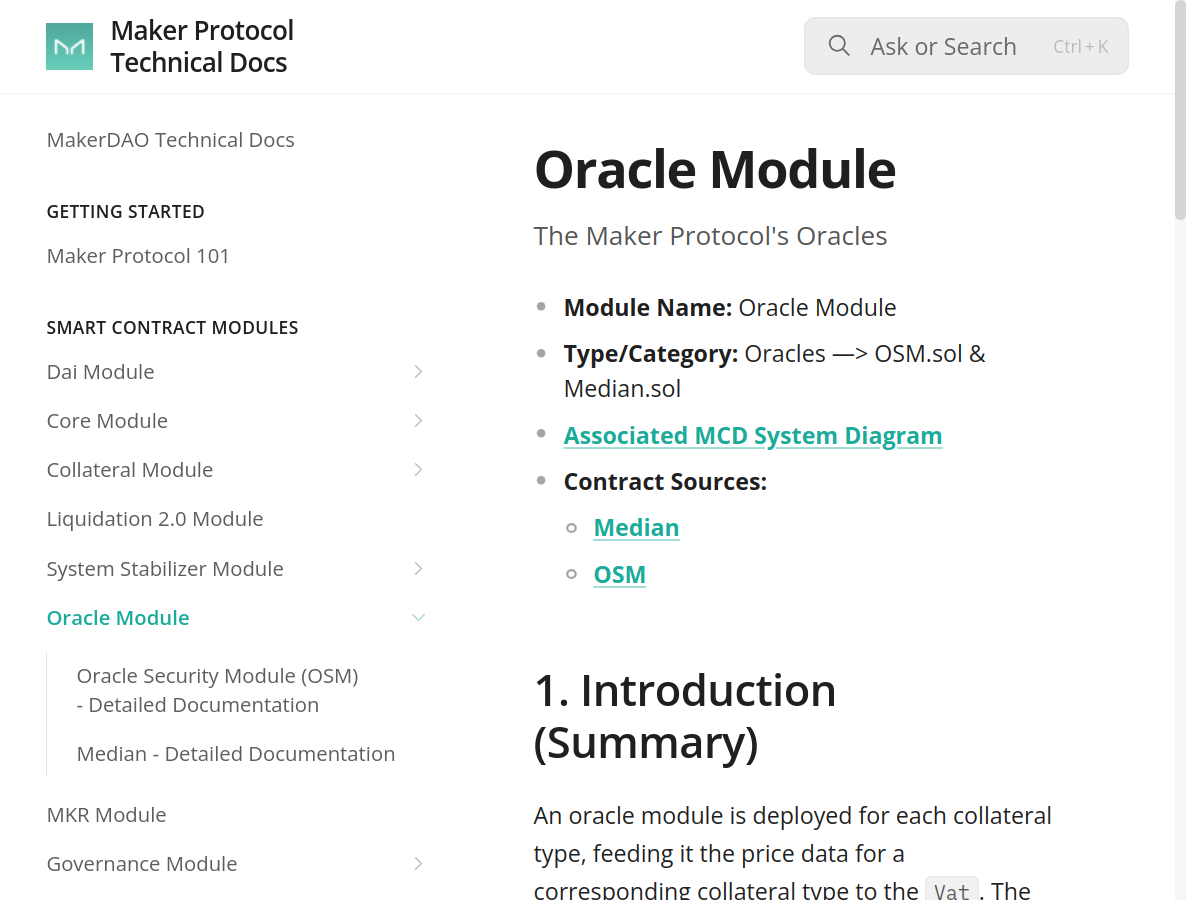 Maker Protocol
Technical Docs
Ask or Search
Ctrl + K
MakerDAO Technical Docs
GETTING STARTED
Maker Protocol 101
SMART CONTRACT MODULES
Dai Module
Core Module
Collateral Module
Liquidation 2.0 Module
System Stabilizer Module
Oracle Module
Oracle Security Module (OSM)
- Detailed Documentation
Median - Detailed Documentation
MKR Module
Governance Module
Oracle Module
The Maker Protocol's Oracles
Module Name: Oracle Module
Type/Category: Oracles —> OSM.sol &
Median.sol
Associated MCD System Diagram
Contract Sources:
Median
OSM
1. Introduction
(Summary)
An oracle module is deployed for each collateral
type, feeding it the price data for a
corresponding collateral type to the Vat. The